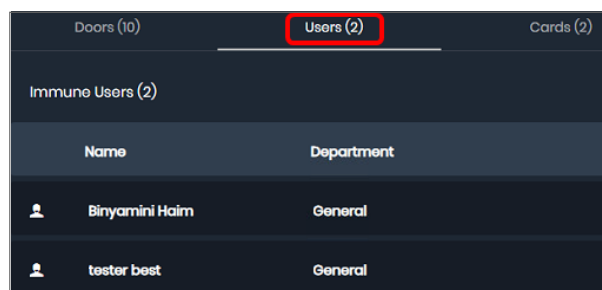 Doors (10) Users (2) Cards (2)
Immune Users (2)
Name Department
Binyamini Haim General
tester best General